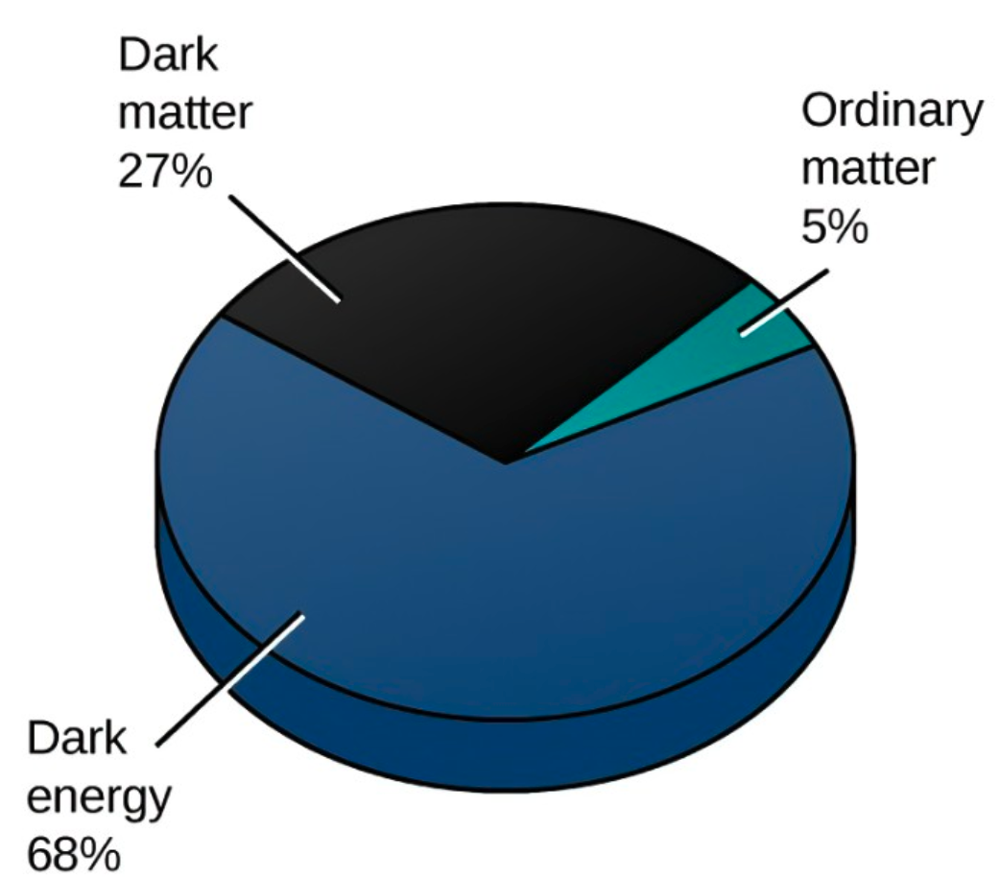 Dark
matter
27%
Ordinary
matter
5%
Dark
energy
68%